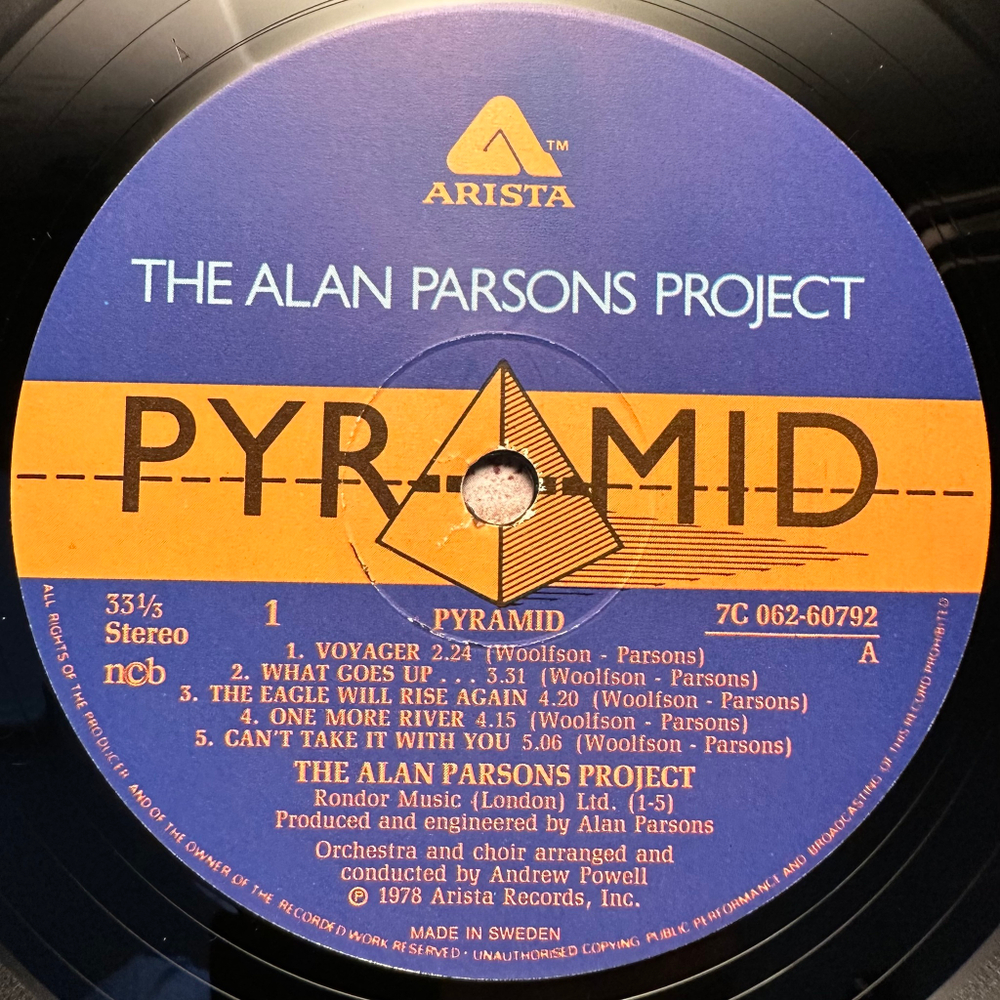 TM
ARISTA
THE ALAN PARSONS PROJECT
PYRAMID
33 1/3 1 PYRAMID 7C 062-60792
Stereo A
ncb
1. VOYAGER 2.24 (Woolfson - Parsons)
2. WHAT GOES UP . . . 3.31 (Woolfson - Parsons)
3. THE EAGLE WILL RISE AGAIN 4.20 (Woolfson - Parsons)
4. ONE MORE RIVER 4.15 (Woolfson - Parsons)
5. CAN'T TAKE IT WITH YOU 5.06 (Woolfson - Parsons)
THE ALAN PARSONS PROJECT
Rondor Music (London) Ltd. (1-5)
Produced and engineered by Alan Parsons
Orchestra and choir arranged and
conducted by Andrew Powell
℗ 1978 Arista Records, Inc.
MADE IN SWEDEN
ALL RIGHTS OF THE PRODUCER AND OF THE OWNER OF THE RECORDED WORK RESERVED · UNAUTHORISED COPYING PUBLIC PERFORMANCE AND BROADCASTING OF THIS RECORD PROHIBITED